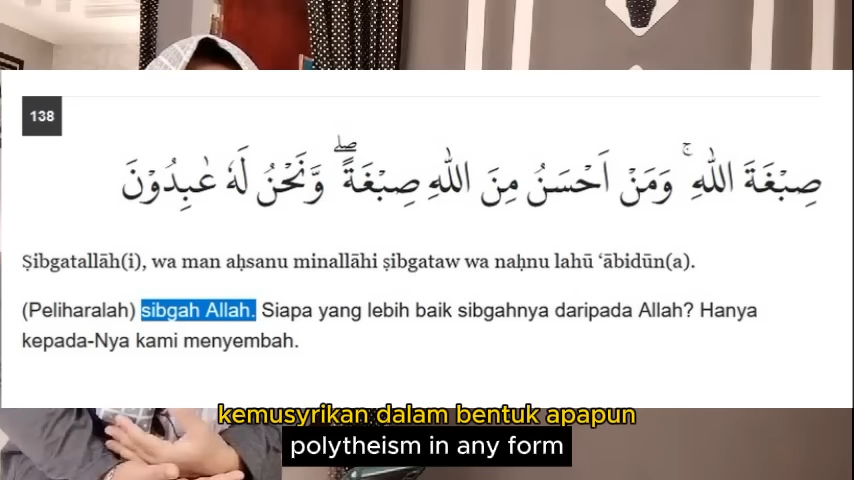 138
صِبْغَةَ اللّٰهِ ۚ وَمَنْ اَحْسَنُ مِنَ اللّٰهِ صِبْغَةً ۖ وَّنَحْنُ لَهٗ عٰبِدُوْنَ
Ṣibgatallāh(i), wa man aḥsanu minallāhi ṣibgataw wa naḥnu lahū ‘ābidūn(a).
(Peliharalah) sibgah Allah. Siapa yang lebih baik sibgahnya daripada Allah? Hanya
kepada-Nya kami menyembah.
kemusyrikan dalam bentuk apapun
polytheism in any form